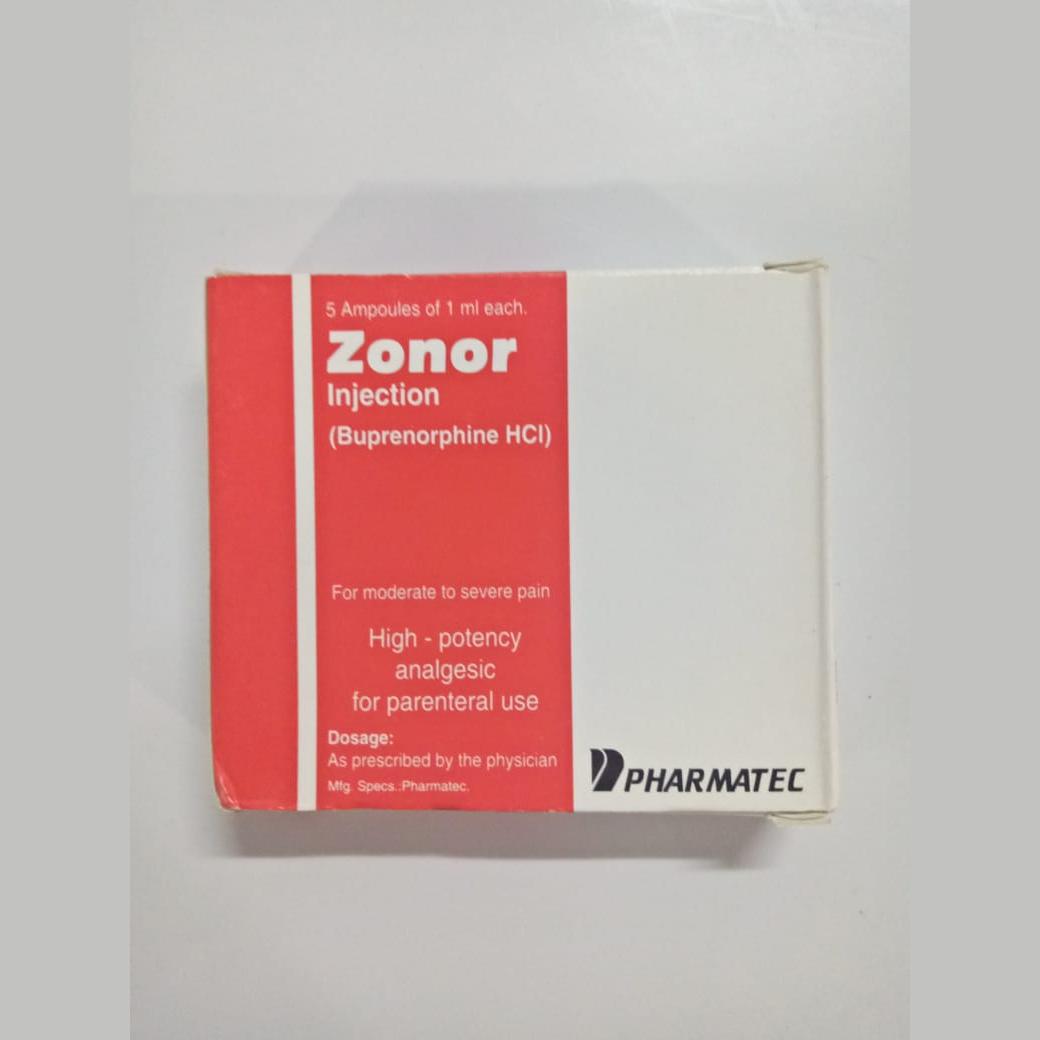 5 Ampoules of 1 ml each.
Zonor
Injection
(Buprenorphine HCl)
For moderate to severe pain
High - potency
analgesic
for parenteral use
Dosage:
As prescribed by the physician
Mfg. Specs.:Pharmatec.
PHARMATEC